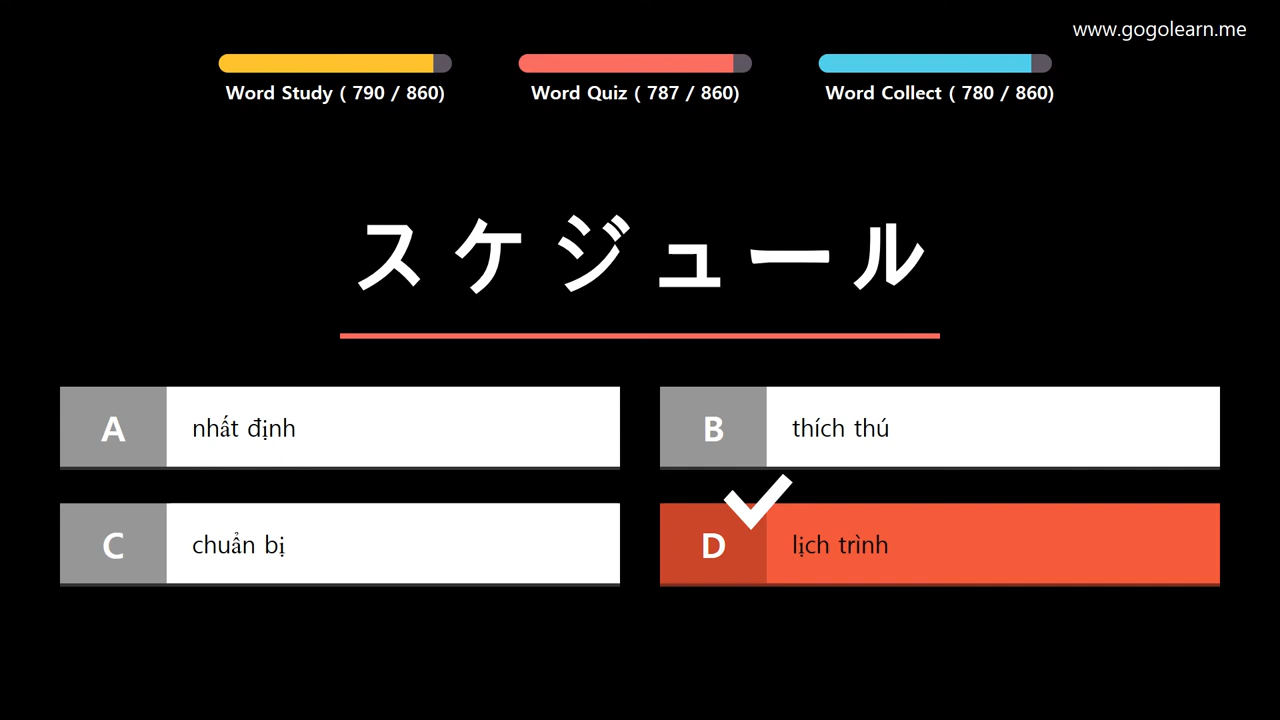 www.gogolearn.me
Word Study ( 790 / 860)
Word Quiz ( 787 / 860)
Word Collect ( 780 / 860)
スケジュール
A
nhất định
B
thích thú
C
chuẩn bị
D
lịch trình